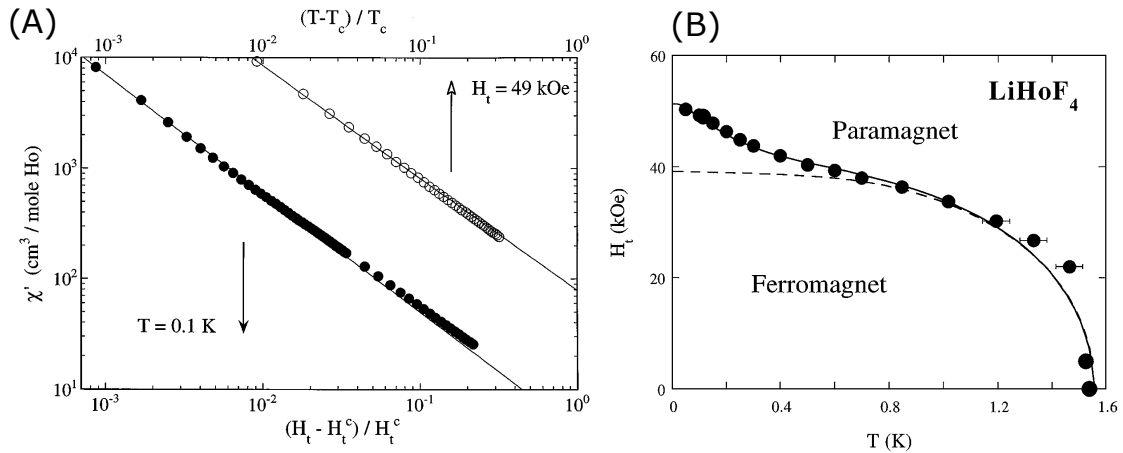 (A)
(T-T_c) / T_c
10^-3 10^-2 10^-1 10^0
10^4
10^3
10^2
10^1
χ' (cm^3 / mole Ho)
H_t = 49 kOe
T = 0.1 K
10^-3 10^-2 10^-1 10^0
(H_t - H_t^c) / H_t^c
(B)
60
40
20
0
H_t (kOe)
LiHoF_4
Paramagnet
Ferromagnet
0 0.4 0.8 1.2 1.6
T (K)